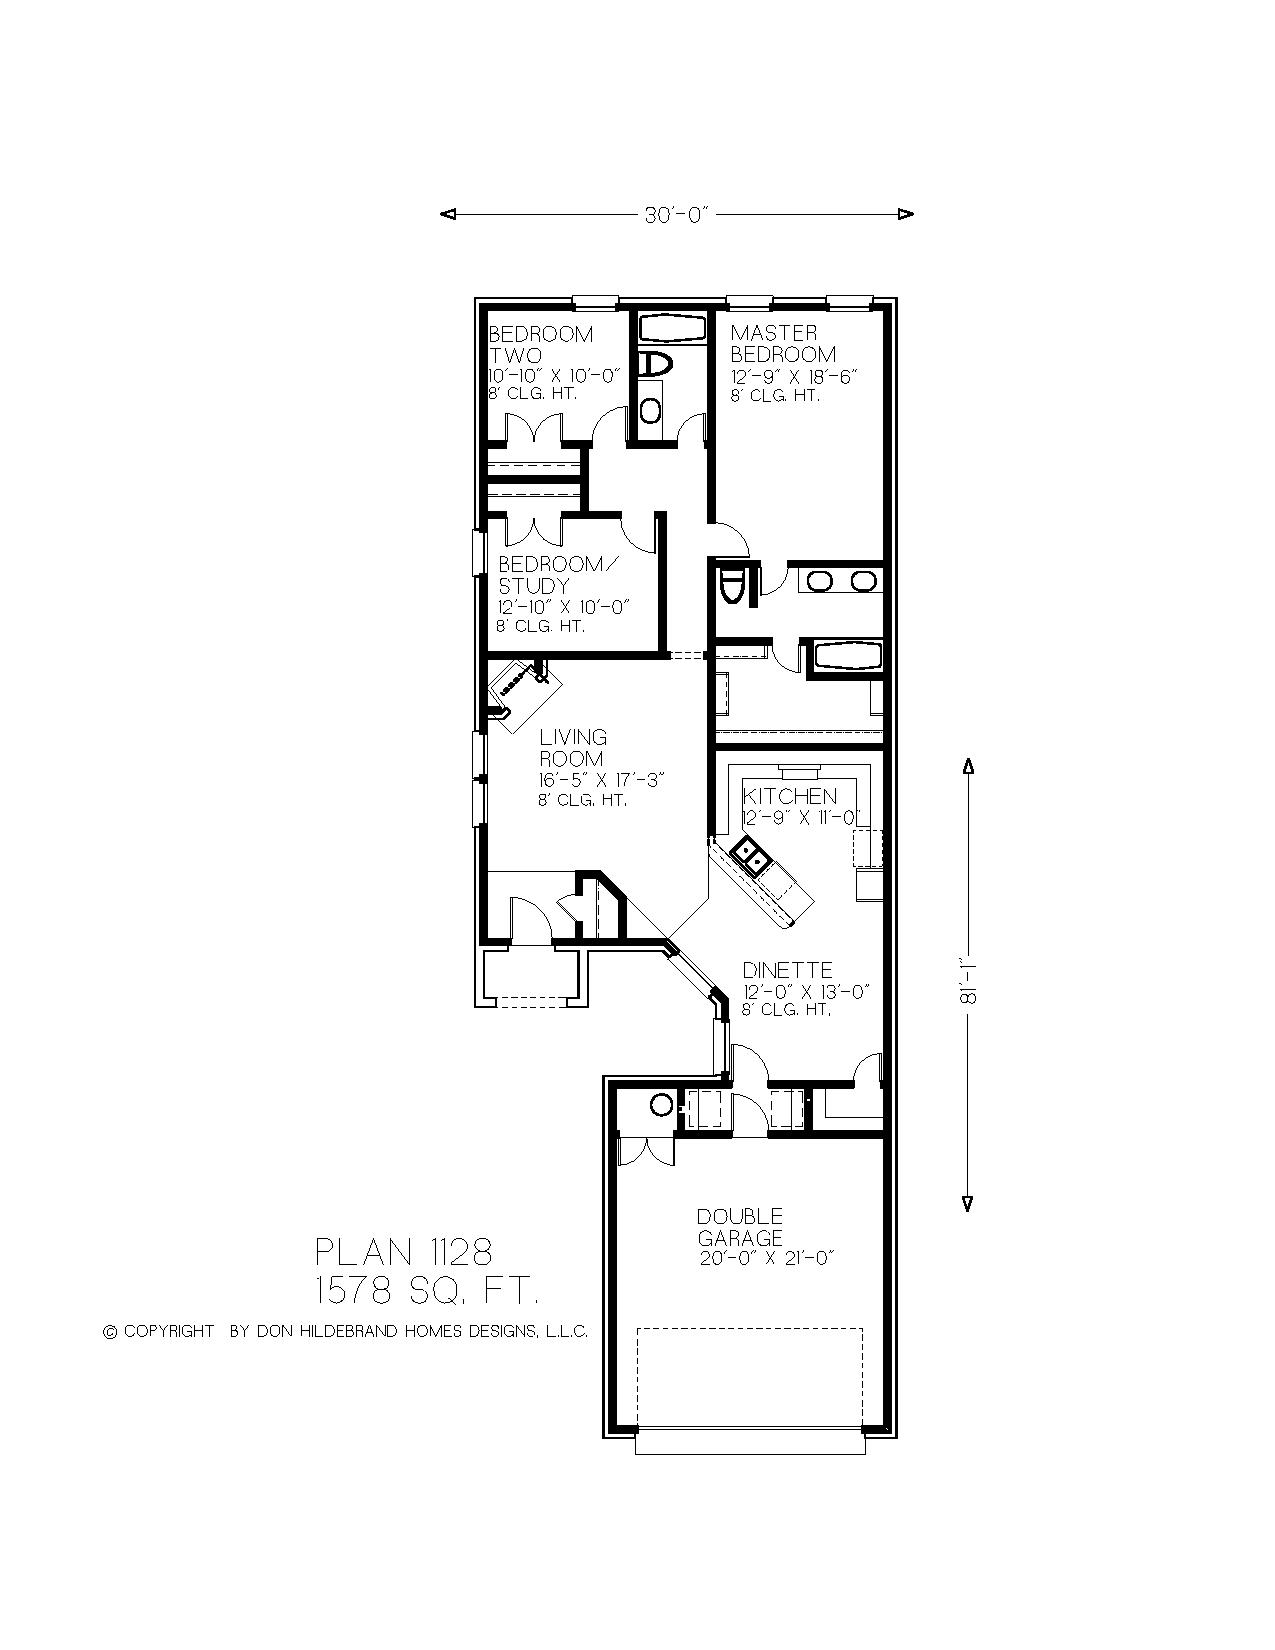 30'-0"
BEDROOM
TWO
10'-10" X 10'-0"
8' CLG. HT.
MASTER
BEDROOM
12'-9" X 18'-6"
8' CLG. HT.
BEDROOM/
STUDY
12'-10" X 10'-0"
8' CLG. HT.
LIVING
ROOM
16'-5" X 17'-3"
8' CLG. HT.
KITCHEN
12'-9" X 11'-0"
DINETTE
12'-0" X 13'-0"
8' CLG. HT.
81'-1"
DOUBLE
GARAGE
20'-0" X 21'-0"
PLAN 1128
1578 SQ. FT.
© COPYRIGHT BY DON HILDEBRAND HOMES DESIGNS, L.L.C.